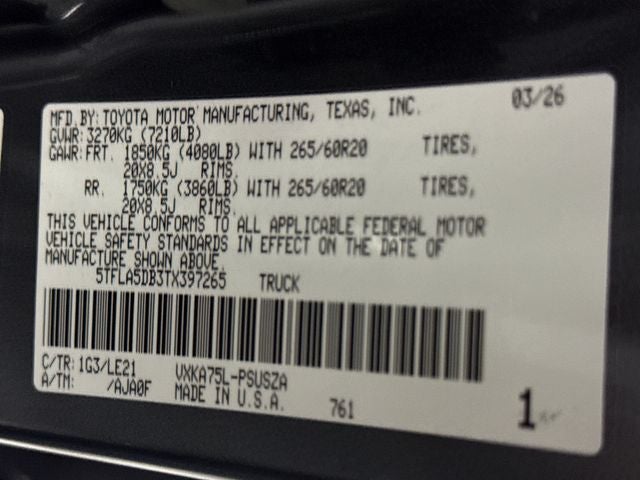 MFD.BY: TOYOTA MOTOR MANUFACTURING, TEXAS, INC. 03/26
GVWR: 3270KG (7210LB)
GAWR:FRT. 1850KG (4080LB) WITH 265/60R20 TIRES,
20X8.5J RIMS,
RR. 1750KG (3860LB) WITH 265/60R20 TIRES,
20X8.5J RIMS.
THIS VEHICLE CONFORMS TO ALL APPLICABLE FEDERAL MOTOR
VEHICLE SAFETY STANDARDS IN EFFECT ON THE DATE OF
MANUFACTURE SHOWN ABOVE.
5TFLA5DB3TX397265 TRUCK
C/TR: 1G3/LE21 VXKA75L-PSUSZA
A/TM: /AJA0F MADE IN U.S.A. 761 1